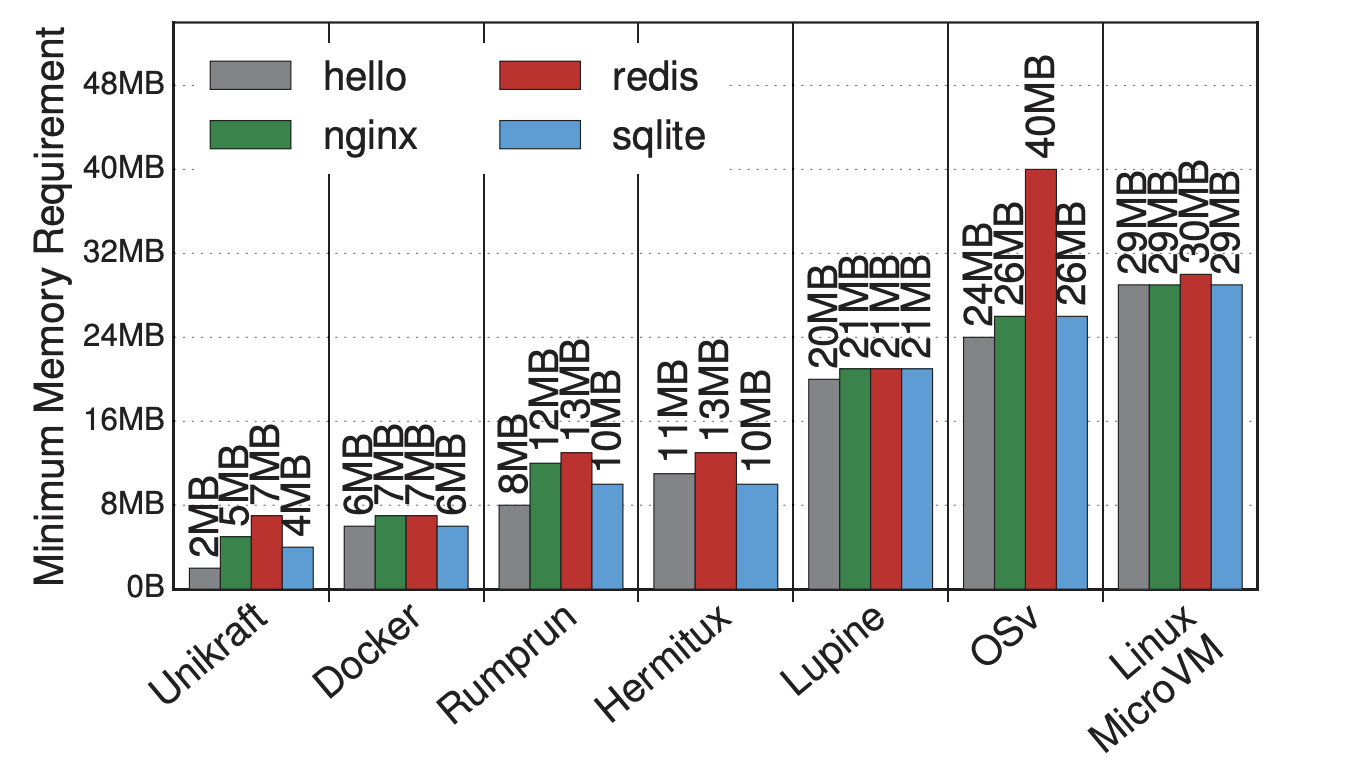 Minimum Memory Requirement
48MB
40MB
32MB
24MB
16MB
8MB
0B
hello
redis
nginx
sqlite
2MB
5MB
7MB
4MB
6MB
7MB
7MB
6MB
8MB
12MB
13MB
10MB
11MB
13MB
10MB
20MB
21MB
21MB
21MB
24MB
26MB
40MB
26MB
29MB
29MB
30MB
29MB
Unikraft
Docker
Rumprun
Hermitux
Lupine
OSv
Linux
MicroVM